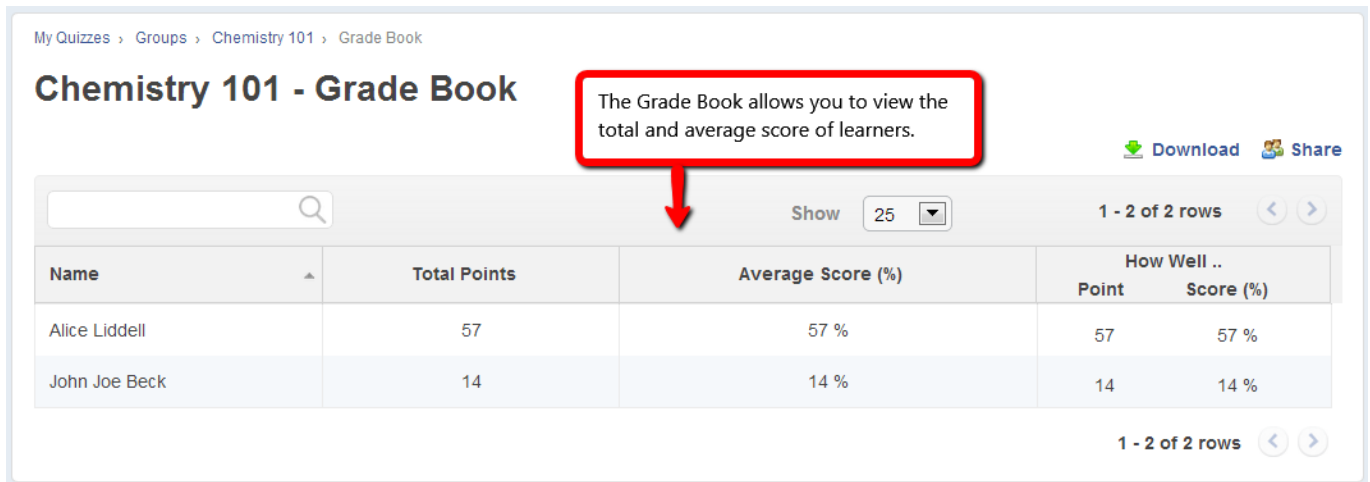 My Quizzes › Groups › Chemistry 101 › Grade Book
Chemistry 101 - Grade Book
The Grade Book allows you to view the
total and average score of learners.
Download Share
Show 25 1 - 2 of 2 rows
Name Total Points Average Score (%) How Well ..
Point Score (%)
Alice Liddell 57 57 % 57 57 %
John Joe Beck 14 14 % 14 14 %
1 - 2 of 2 rows